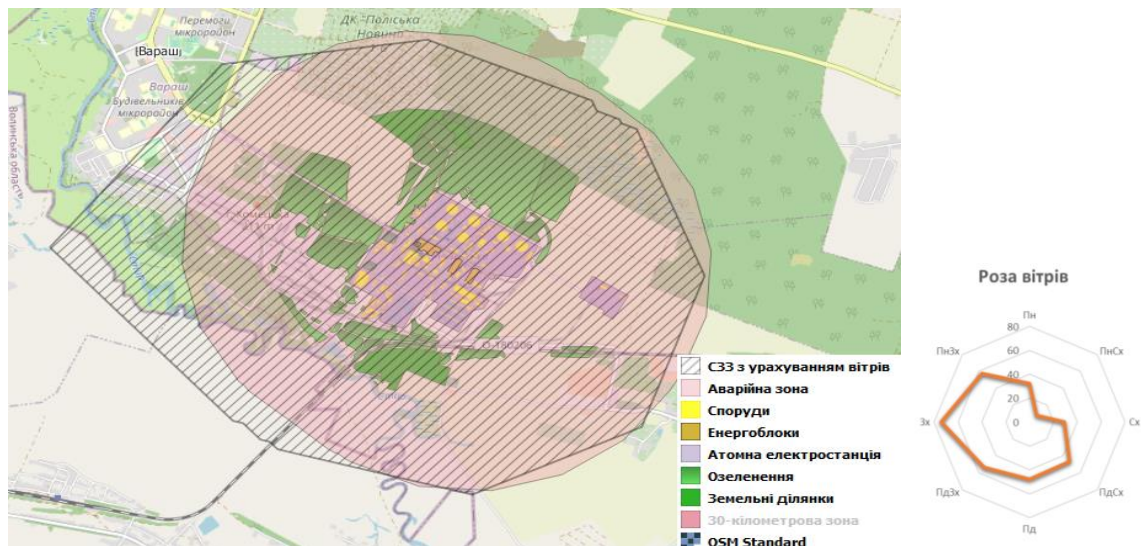 Перемоги
мікрорайон
ДК "Поліська
Новина
[Вараш]
Вараш
Будівельників
мікрорайон
Волинська область
О-180206
СЗЗ з урахуванням вітрів
Аварійна зона
Споруди
Енергоблоки
Атомна електростанція
Озеленення
Земельні ділянки
30-кілометрова зона
OSM Standard
Роза вітрів
Пн
80
ПнЗх
60
ПнСх
40
20
Зх
0
Сх
ПдЗх
ПдСх
Пд